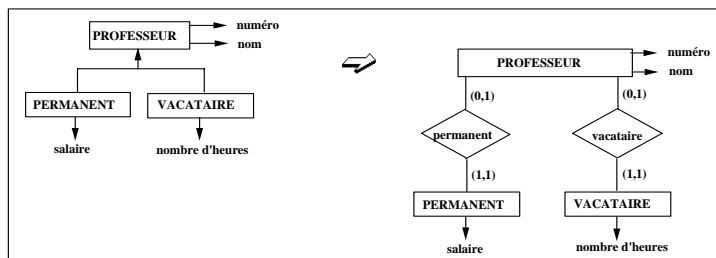 numéro
PROFESSEUR
nom
PERMANENT
VACATAIRE
salaire
nombre d'heures
numéro
PROFESSEUR
nom
(0,1)
(0,1)
permanent
vacataire
(1,1)
(1,1)
PERMANENT
VACATAIRE
salaire
nombre d'heures